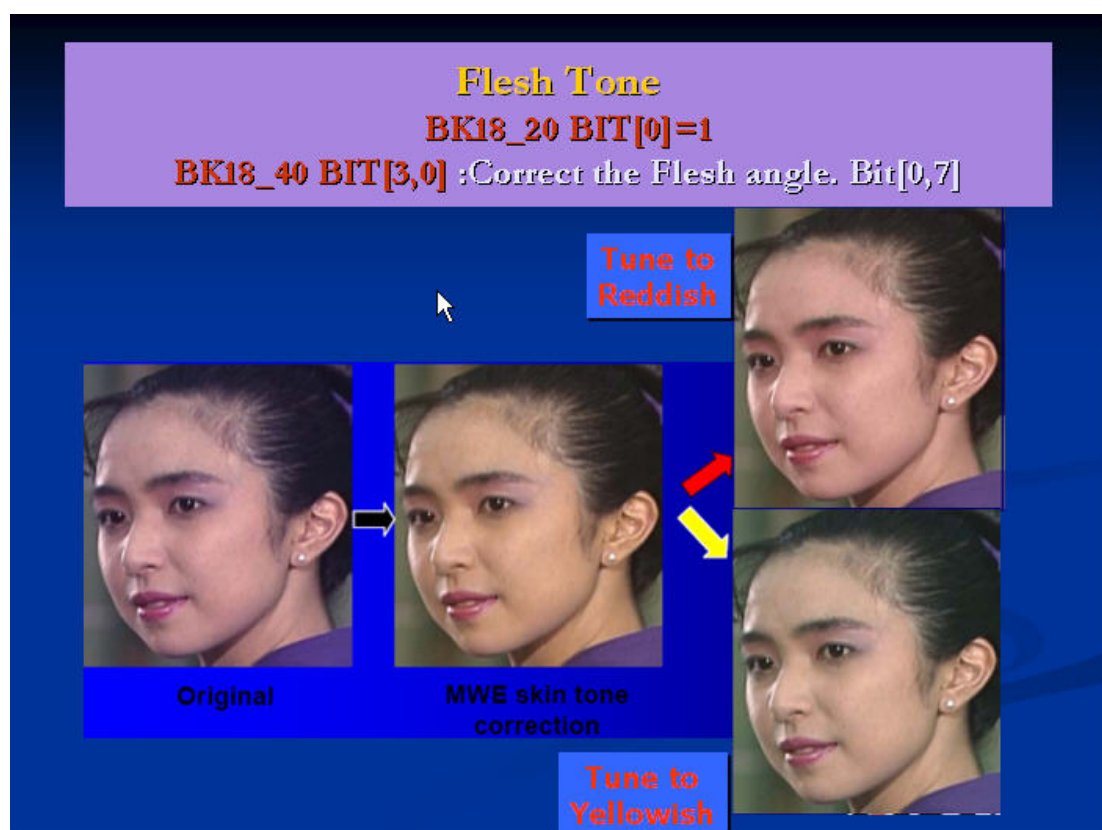 Flesh Tone
BK18_20 BIT[0]=1
BK18_40 BIT[3,0] :Correct the Flesh angle. Bit[0,7]
Tune to
Reddish
Original
MWE skin tone
correction
Tune to
Yellowish